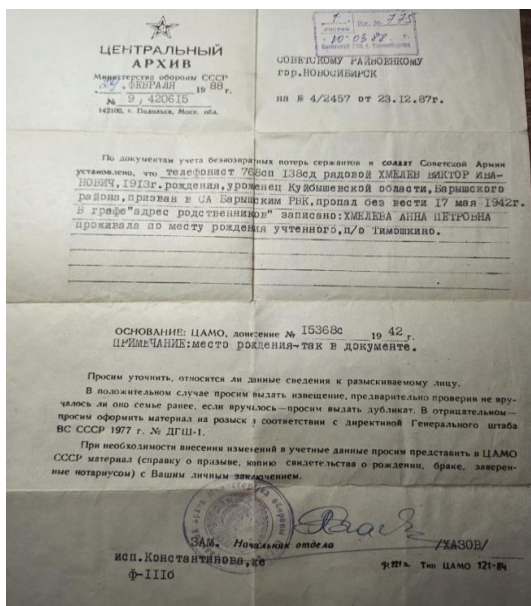 ЦЕНТРАЛЬНЫЙ
АРХИВ
Министерства обороны СССР
ФЕВРАЛЯ 1988 г.
№ 9/420615
142100, г. Подольск, Моск. обл.
Вх. № 775
10 03 88 г.
СОВЕТСКОМУ РАЙВОЕНКОМУ
гор.НОВОСИБИРСК
на № 4/2457 от 23.12.87г.
По документам учета безвозвратных потерь сержантов и солдат Советской Армии
установлено, что телефонист 768сп 138сд рядовой ХМЕЛЕВ ВИКТОР ИВА-
НОВИЧ,1913г.рождения,уроженец Куйбышевской области,Барышского
района,призван в СА Барышским РВК,пропал без вести 17 мая 1942г.
В графе"адрес родственников" записано:ХМЕЛЕВА АННА ПЕТРОВНА
проживала по месту рождения учтенного,п/о Тимошкино.
ОСНОВАНИЕ: ЦАМО, донесение № 15368с 1942 г.
ПРИМЕЧАНИЕ:место рождения-так в документе.
Просим уточнить, относятся ли данные сведения к разыскиваемому лицу.
В положительном случае просим выдать извещение, предварительно проверив не вру-
чалось ли оно семье ранее, если вручалось—просим выдать дубликат. В отрицательном—
просим оформить материал на розыск в соответствии с директивой Генерального штаба
ВС СССР 1977 г. № ДГШ-1.
При необходимости внесения изменений в учетные данные просим представить в ЦАМО
СССР материал (справку о призыве, копию свидетельства о рождении, браке, заверен-
ные нотариусом) с Вашим личным заключением.
ЗАМ. Начальник отдела /ХАЗОВ/
исп.Константинова,ке
ф-1110
Тип ЦАМО 121-84